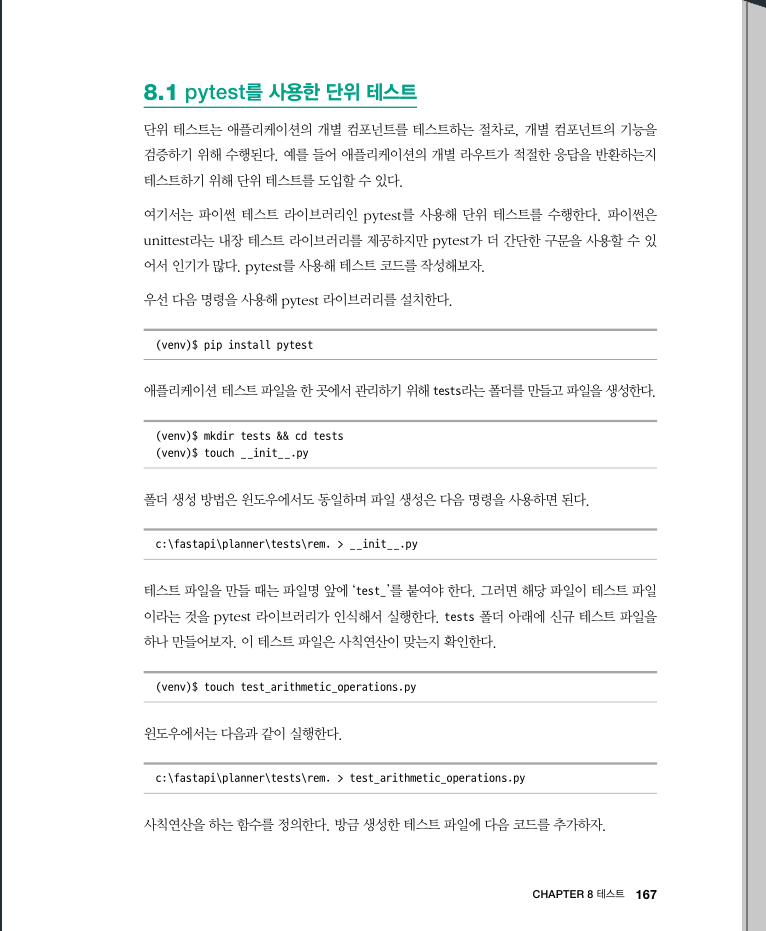 8.1 pytest를 사용한 단위 테스트
단위 테스트는 애플리케이션의 개별 컴포넌트를 테스트하는 절차로, 개별 컴포넌트의 기능을
검증하기 위해 수행된다. 예를 들어 애플리케이션의 개별 라우트가 적절한 응답을 반환하는지
테스트하기 위해 단위 테스트를 도입할 수 있다.
여기서는 파이썬 테스트 라이브러리인 pytest를 사용해 단위 테스트를 수행한다. 파이썬은
unittest라는 내장 테스트 라이브러리를 제공하지만 pytest가 더 간단한 구문을 사용할 수 있
어서 인기가 많다. pytest를 사용해 테스트 코드를 작성해보자.
우선 다음 명령을 사용해 pytest 라이브러리를 설치한다.
(venv)$ pip install pytest
애플리케이션 테스트 파일을 한 곳에서 관리하기 위해 tests라는 폴더를 만들고 파일을 생성한다.
(venv)$ mkdir tests && cd tests
(venv)$ touch __init__.py
폴더 생성 방법은 윈도우에서도 동일하며 파일 생성은 다음 명령을 사용하면 된다.
c:\fastapi\planner\tests\rem. > __init__.py
테스트 파일을 만들 때는 파일명 앞에 ‘test_’를 붙여야 한다. 그러면 해당 파일이 테스트 파일
이라는 것을 pytest 라이브러리가 인식해서 실행한다. tests 폴더 아래에 신규 테스트 파일을
하나 만들어보자. 이 테스트 파일은 사칙연산이 맞는지 확인한다.
(venv)$ touch test_arithmetic_operations.py
윈도우에서는 다음과 같이 실행한다.
c:\fastapi\planner\tests\rem. > test_arithmetic_operations.py
사칙연산을 하는 함수를 정의한다. 방금 생성한 테스트 파일에 다음 코드를 추가하자.
CHAPTER 8 테스트 167